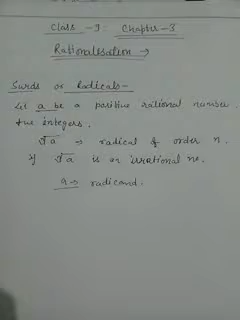 Class - 9: Chapter - 3
Rationalisation →
Surds or Radicals -
Let a be a positive rational number.
+ve integers.
ⁿ√a → radical of order n.
if ⁿ√a is an irrational no.
a → radicand.